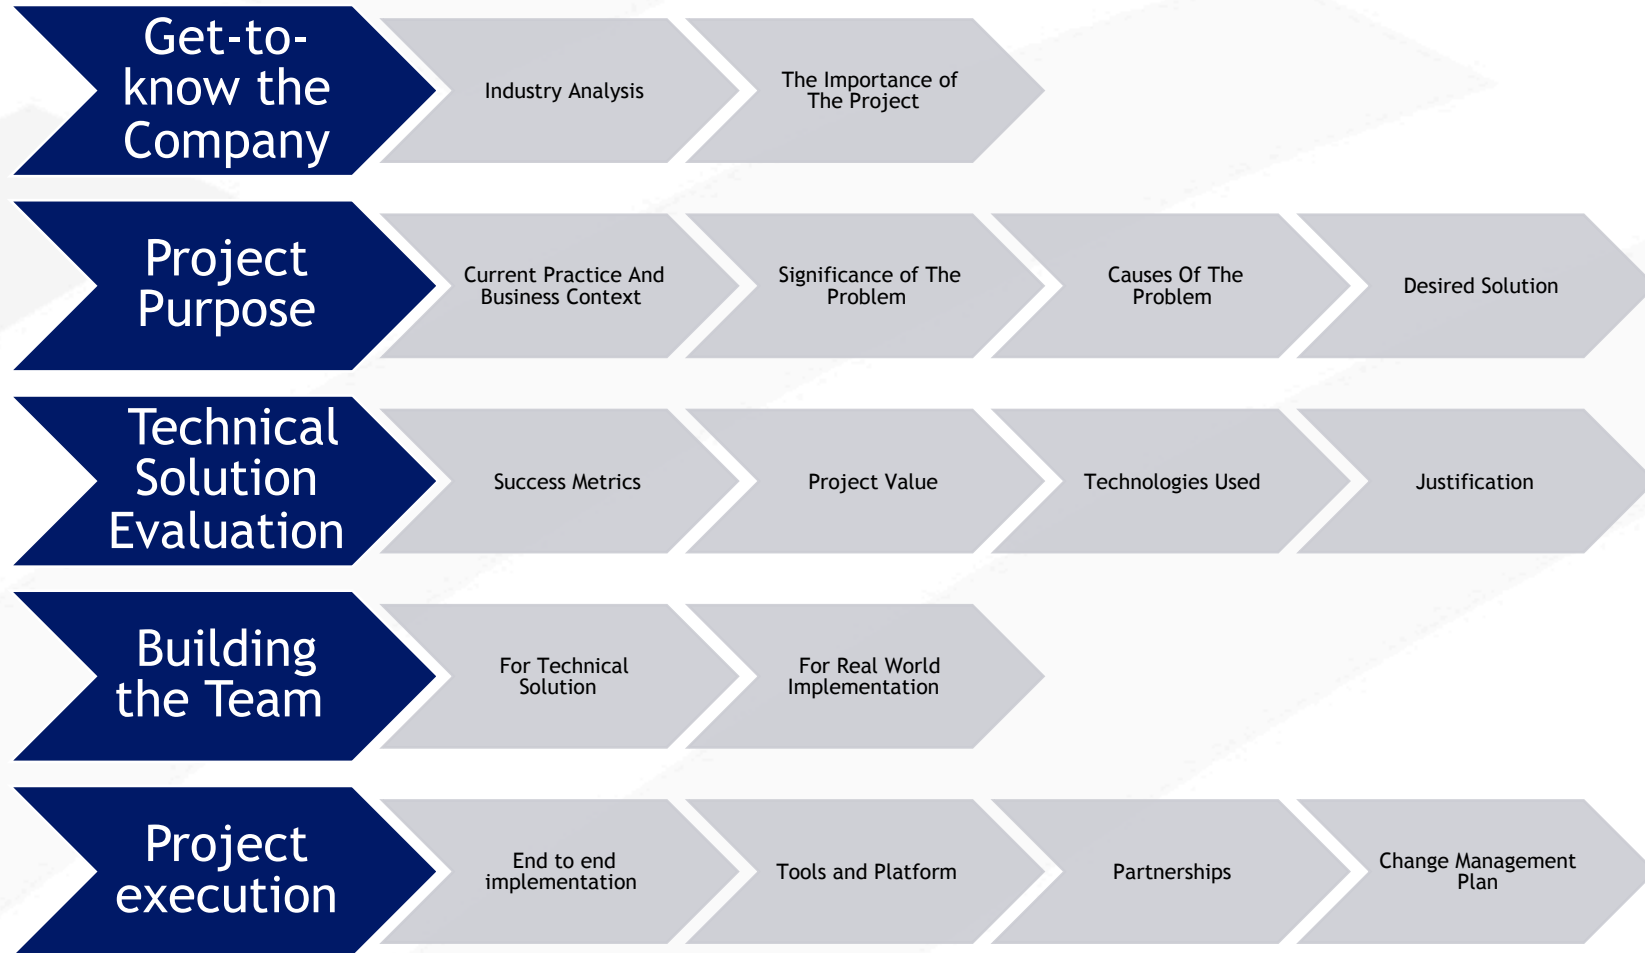 Get-to-
know the
Company
Industry Analysis
The Importance of
The Project
Project
Purpose
Current Practice And
Business Context
Significance of The
Problem
Causes Of The
Problem
Desired Solution
Technical
Solution
Evaluation
Success Metrics
Project Value
Technologies Used
Justification
Building
the Team
For Technical
Solution
For Real World
Implementation
Project
execution
End to end
implementation
Tools and Platform
Partnerships
Change Management
Plan